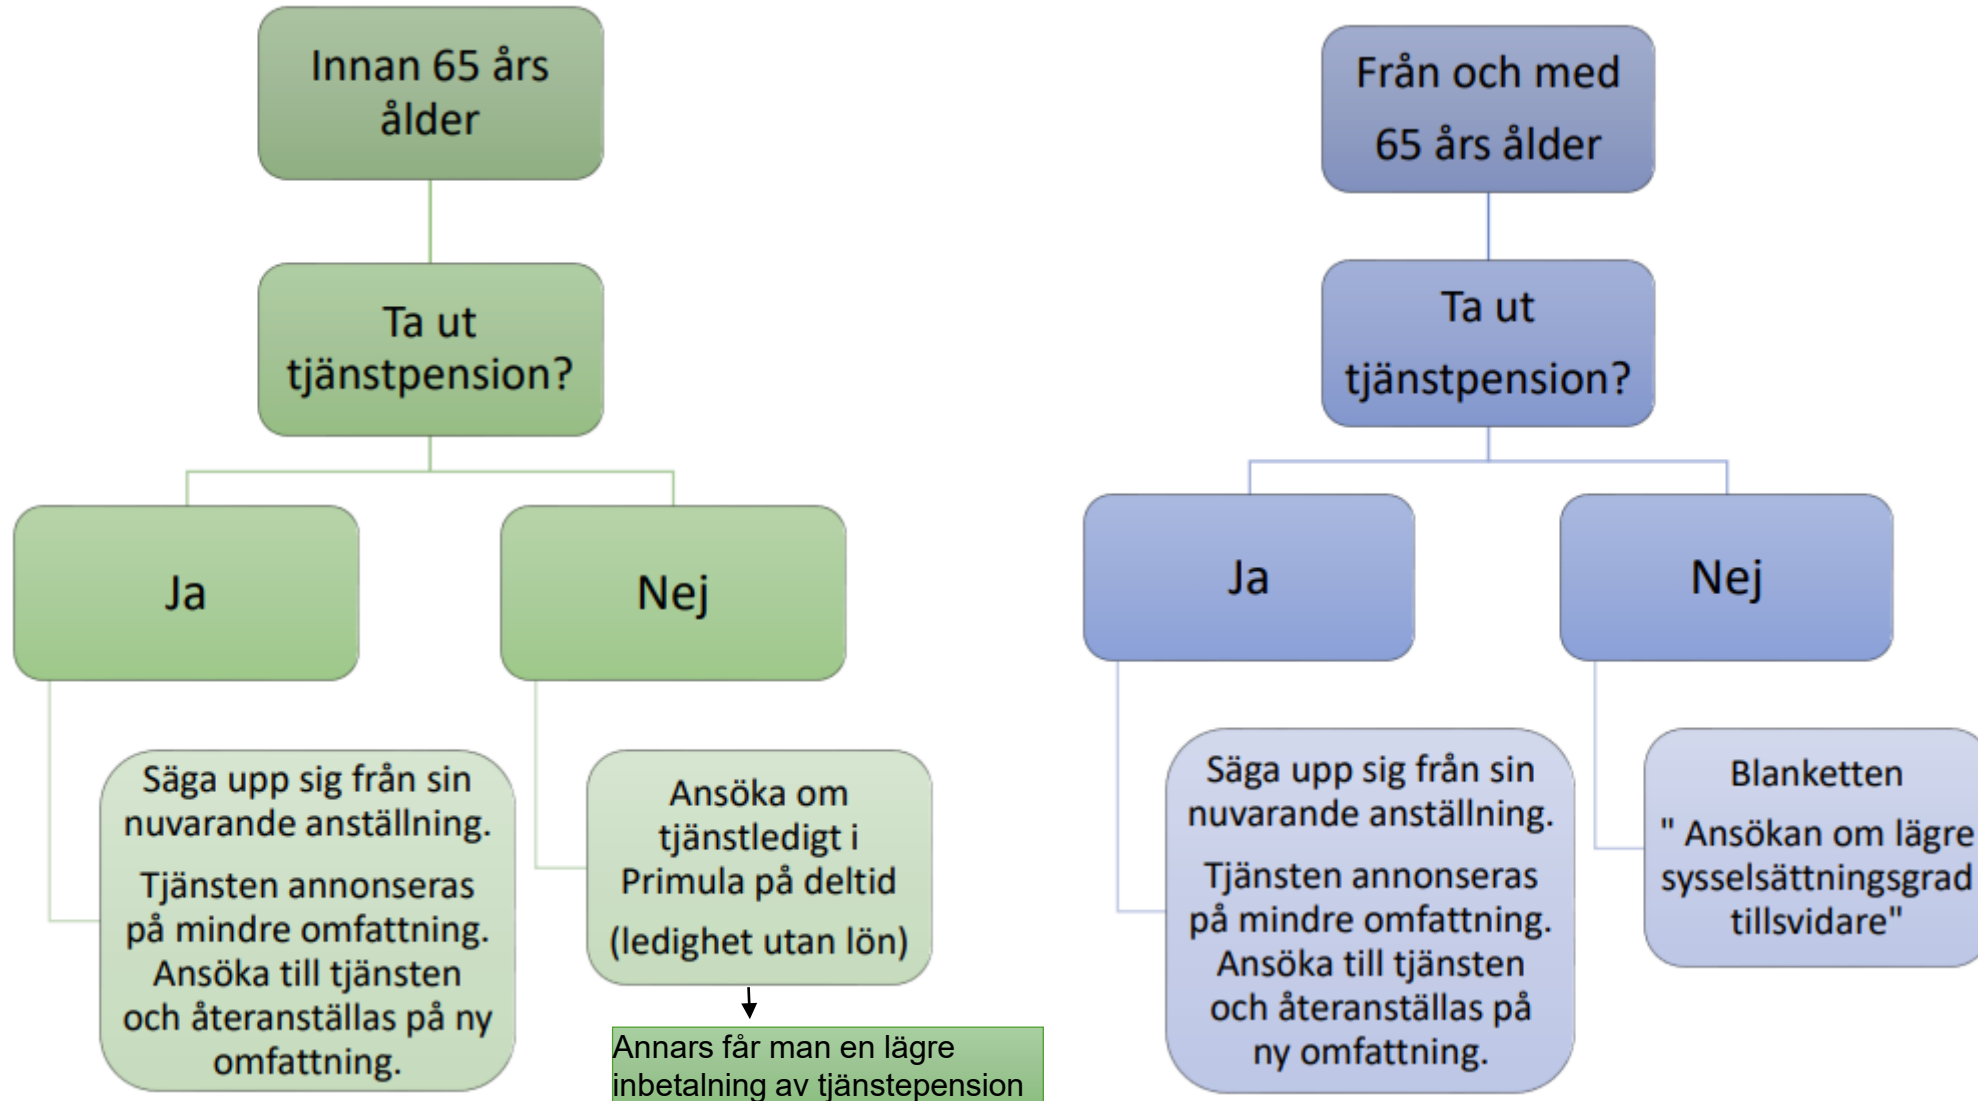 Innan 65 års
ålder
Ta ut
tjänstpension?
Ja
Nej
Säga upp sig från sin
nuvarande anställning.
Tjänsten annonseras
på mindre omfattning.
Ansöka till tjänsten
och återanställas på ny
omfattning.
Ansöka om
tjänstledigt i
Primula på deltid
(ledighet utan lön)
Annars får man en lägre
inbetalning av tjänstepension
Från och med
65 års ålder
Ta ut
tjänstpension?
Ja
Nej
Säga upp sig från sin
nuvarande anställning.
Tjänsten annonseras
på mindre omfattning.
Ansöka till tjänsten
och återanställas på
ny omfattning.
Blanketten
" Ansökan om lägre
sysselsättningsgrad
tillsvidare"